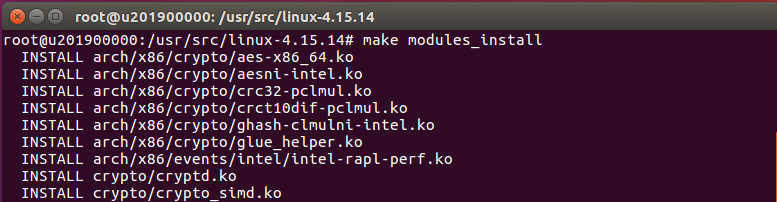 root@u201900000: /usr/src/linux-4.15.14
root@u201900000:/usr/src/linux-4.15.14# make modules_install
INSTALL arch/x86/crypto/aes-x86_64.ko
INSTALL arch/x86/crypto/aesni-intel.ko
INSTALL arch/x86/crypto/crc32-pclmul.ko
INSTALL arch/x86/crypto/crct10dif-pclmul.ko
INSTALL arch/x86/crypto/ghash-clmulni-intel.ko
INSTALL arch/x86/crypto/glue_helper.ko
INSTALL arch/x86/events/intel/intel-rapl-perf.ko
INSTALL crypto/cryptd.ko
INSTALL crypto/crypto_simd.ko